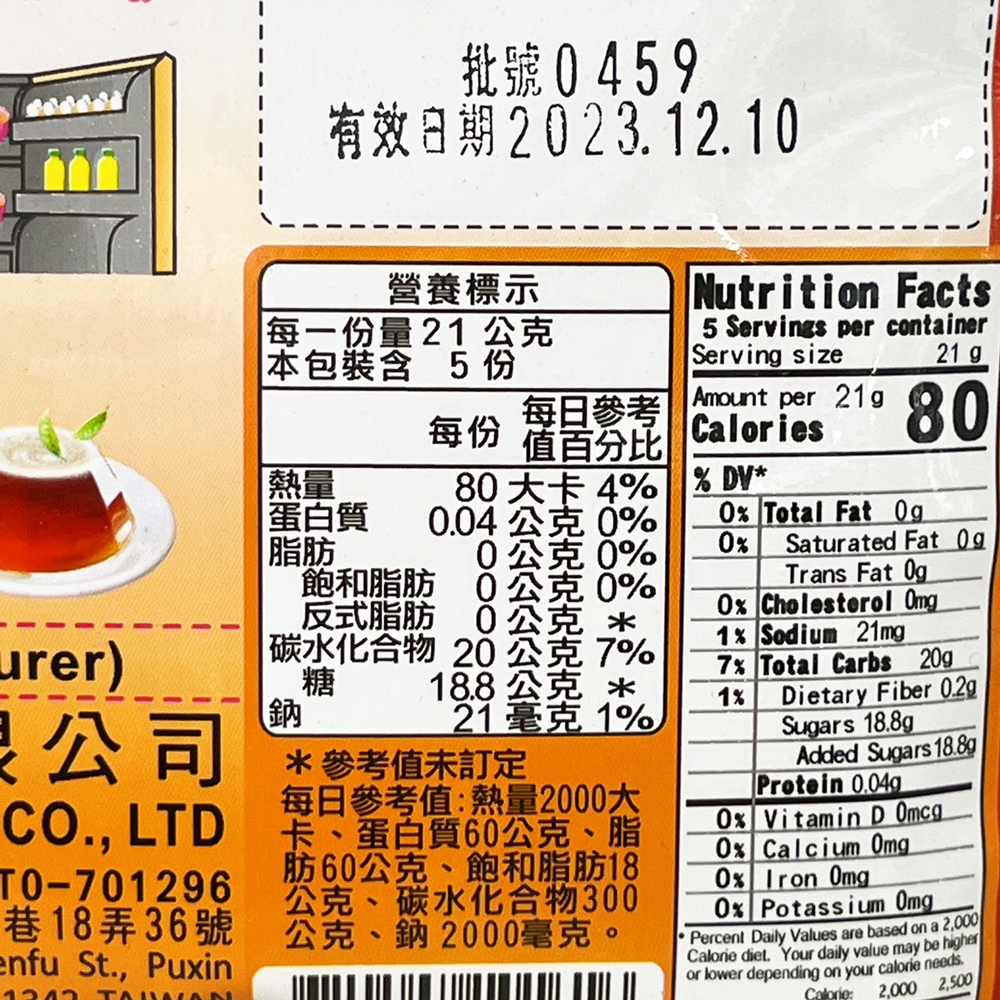 批號0459
有效日期2023.12.10
營養標示
每一份量21 公克
本包裝含 5 份
每份
每日參考
值百分比
熱量 80 大卡 4%
蛋白質 0.04 公克 0%
脂肪 0 公克 0%
飽和脂肪 0 公克 0%
反式脂肪 0 公克 *
碳水化合物 20 公克 7%
糖 18.8 公克 *
鈉 21 毫克 1%
*參考值未訂定
每日參考值:熱量2000大
卡、蛋白質60公克、脂
肪60公克、飽和脂肪18
公克、碳水化合物300
公克、鈉 2000毫克。
Nutrition Facts
5 Servings per container
Serving size 21 g
Amount per 21g
Calories 80
% DV*
0% Total Fat 0g
0% Saturated Fat 0g
Trans Fat 0g
0% Cholesterol 0mg
1% Sodium 21mg
7% Total Carbs 20g
1% Dietary Fiber 0.2g
Sugars 18.8g
Added Sugars 18.8g
Protein 0.04g
0% Vitamin D 0mcg
0% Calcium 0mg
0% Iron 0mg
0% Potassium 0mg
* Percent Daily Values are based on a 2,000
Calorie diet. Your daily value may be higher
or lower depending on your calorie needs.
Calorie: 2,000 2,500
urer)
限公司
CO., LTD
TO-701296
巷18弄36號
enfu St., Puxin
1342 TAIWAN